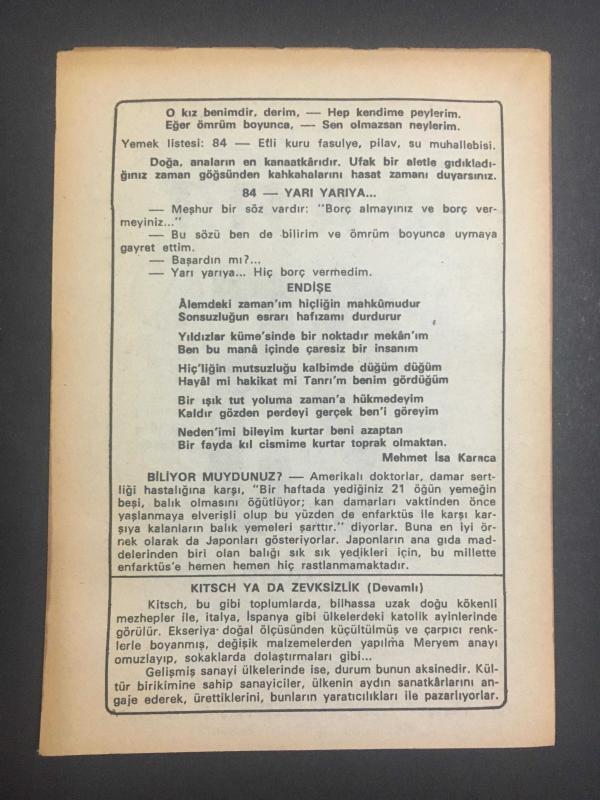 O kız benimdir, derim, — Hep kendime peylerim.
Eğer ömrüm boyunca, — Sen olmazsan neylerim.
Yemek listesi: 84 — Etli kuru fasulye, pilav, su muhallebisi.
Doğa, anaların en kanaatkârıdır. Ufak bir aletle gıdıkladı-
ğınız zaman göğsünden kahkahalarını hasat zamanı duyarsınız.
84 — YARI YARIYA...
— Meşhur bir söz vardır: "Borç almayınız ve borç ver-
meyiniz..."
— Bu sözü ben de bilirim ve ömrüm boyunca uymaya
gayret ettim.
— Başardın mı?...
— Yarı yarıya... Hiç borç vermedim.
ENDİŞE
Âlemdeki zaman'ım hiçliğin mahkûmudur
Sonsuzluğun esrarı hafızamı durdurur
Yıldızlar küme'sinde bir noktadır mekân'ım
Ben bu manâ içinde çaresiz bir insanım
Hiç'liğin mutsuzluğu kalbimde düğüm düğüm
Hayâl mi hakikat mi Tanrı'm benim gördüğüm
Bir ışık tut yoluma zaman'a hükmedeyim
Kaldır gözden perdeyi gerçek ben'i göreyim
Neden'imi bileyim kurtar beni azaptan
Bir fayda kıl cismime kurtar toprak olmaktan.
Mehmet İsa Karaca
BİLİYOR MUYDUNUZ? — Amerikalı doktorlar, damar sert-
liği hastalığına karşı, "Bir haftada yediğiniz 21 öğün yemeğin
beşi, balık olmasını öğütlüyor; kan damarları vaktinden önce
yaşlanmaya elverişli olup bu yüzden de enfarktüs ile karşı kar-
şıya kalanların balık yemeleri şarttır." diyorlar. Buna en iyi ör-
nek olarak da Japonları gösteriyorlar. Japonların ana gıda mad-
delerinden biri olan balığı sık sık yedikleri için, bu millette
enfarktüs'e hemen hemen hiç rastlanmamaktadır.
KITSCH YA DA ZEVKSİZLİK (Devamlı)
Kitsch, bu gibi toplumlarda, bilhassa uzak doğu kökenli
mezhepler ile, italya, İspanya gibi ülkelerdeki katolik ayinlerinde
görülür. Ekseriya doğal ölçüsünden küçültülmüş ve çarpıcı renk-
lerle boyanmış, değişik malzemelerden yapılma Meryem anayı
omuzlayıp, sokaklarda dolaştırmaları gibi...
Gelişmiş sanayi ülkelerinde ise, durum bunun aksinedir. Kül-
tür birikimine sahip sanayiciler, ülkenin aydın sanatkârlarını an-
gaje ederek, ürettiklerini, bunların yaratıcılıkları ile pazarlıyorlar.